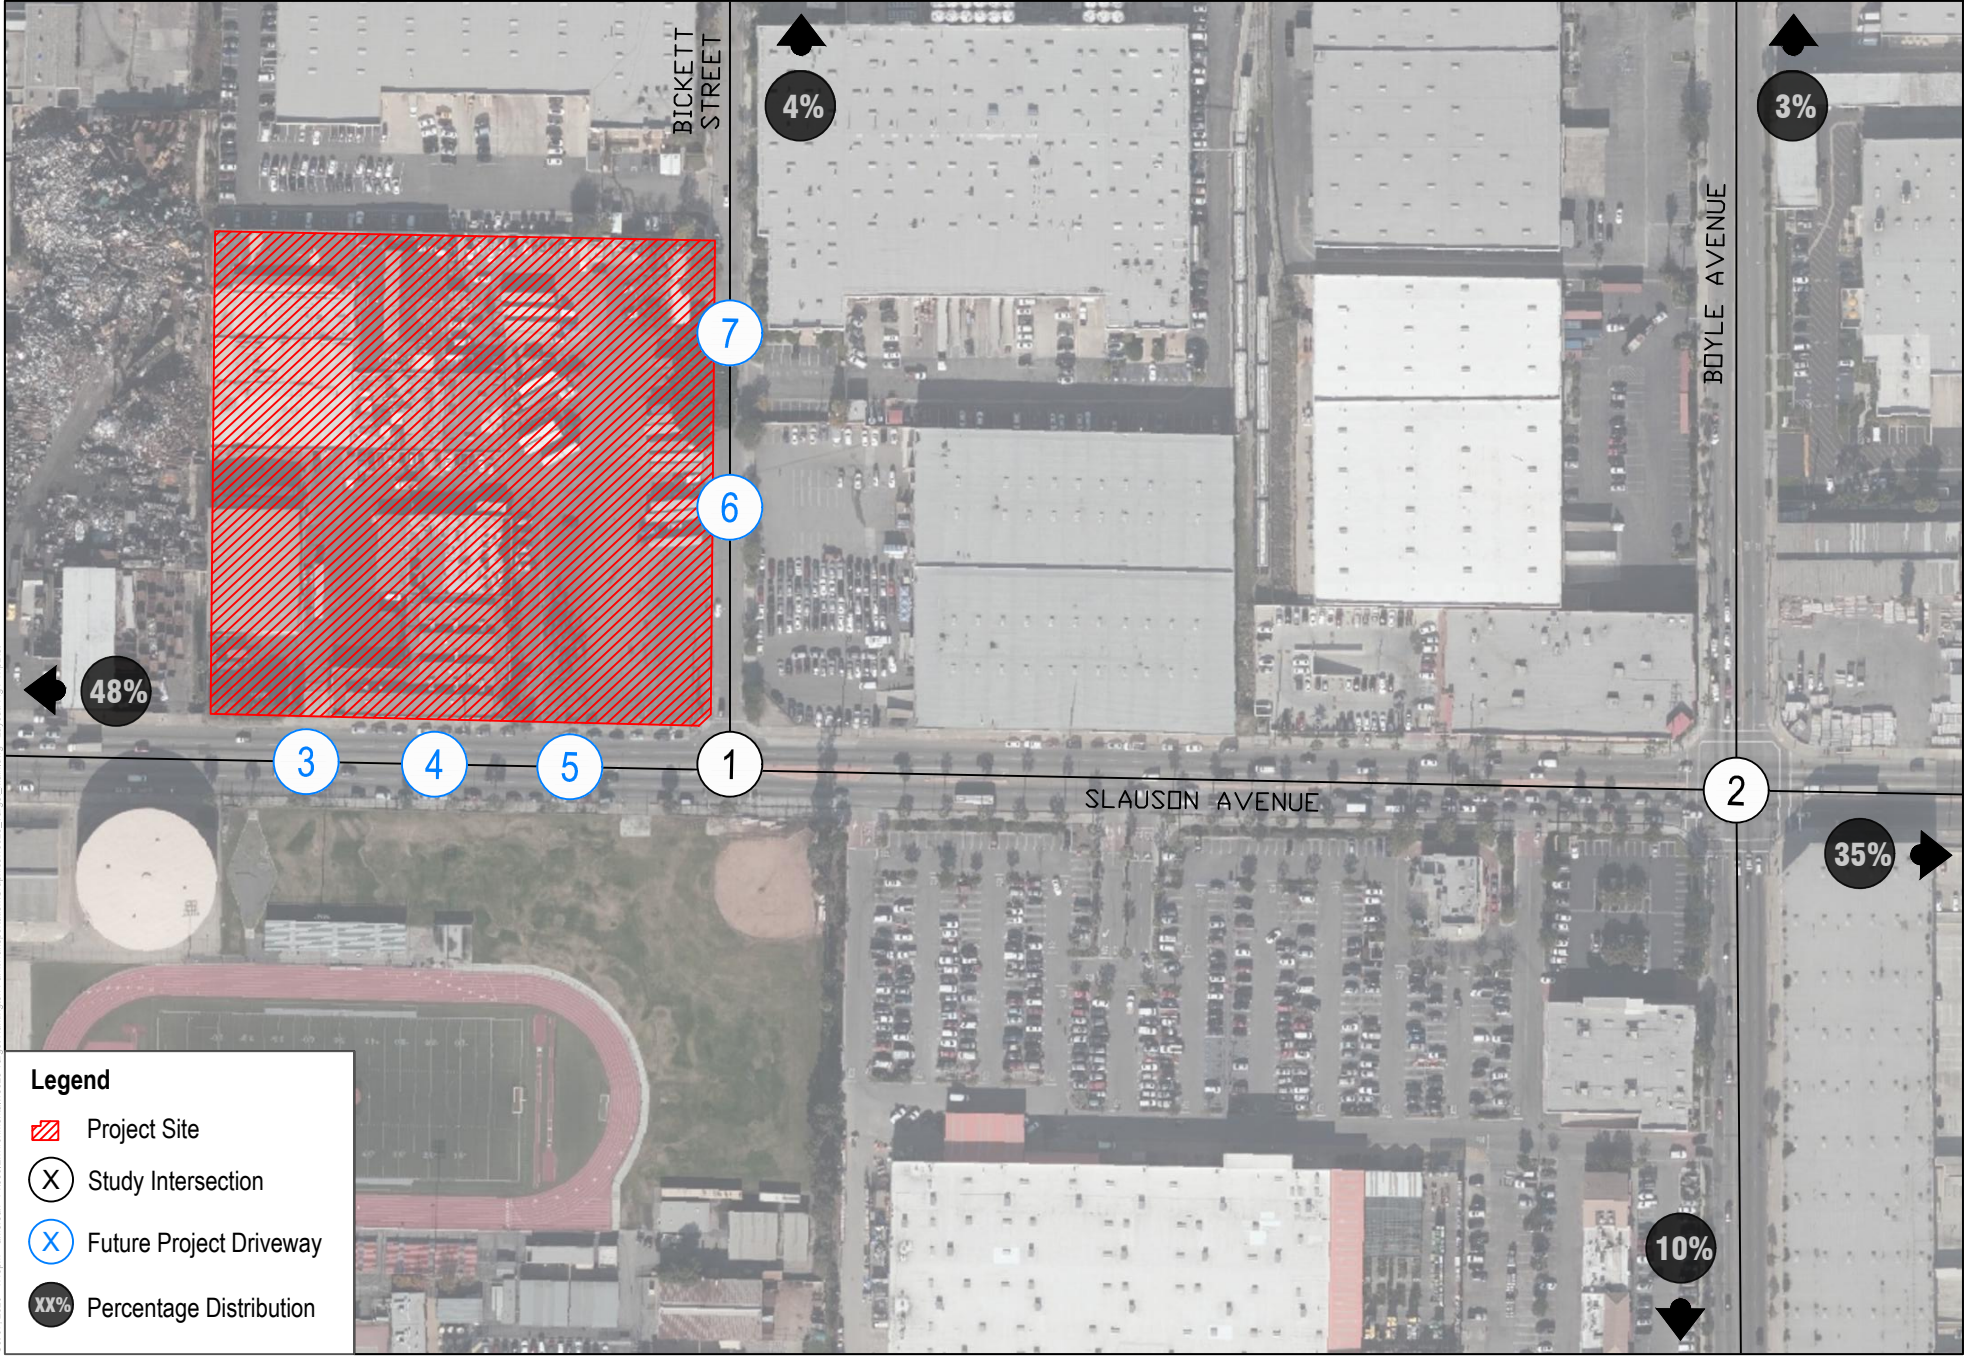 BICKETT
STREET
4%
3%
BOYLE AVENUE
7
6
48%
3
4
5
1
2
SLAUSON AVENUE
35%
10%
Legend
Project Site
X Study Intersection
X Future Project Driveway
XX% Percentage Distribution